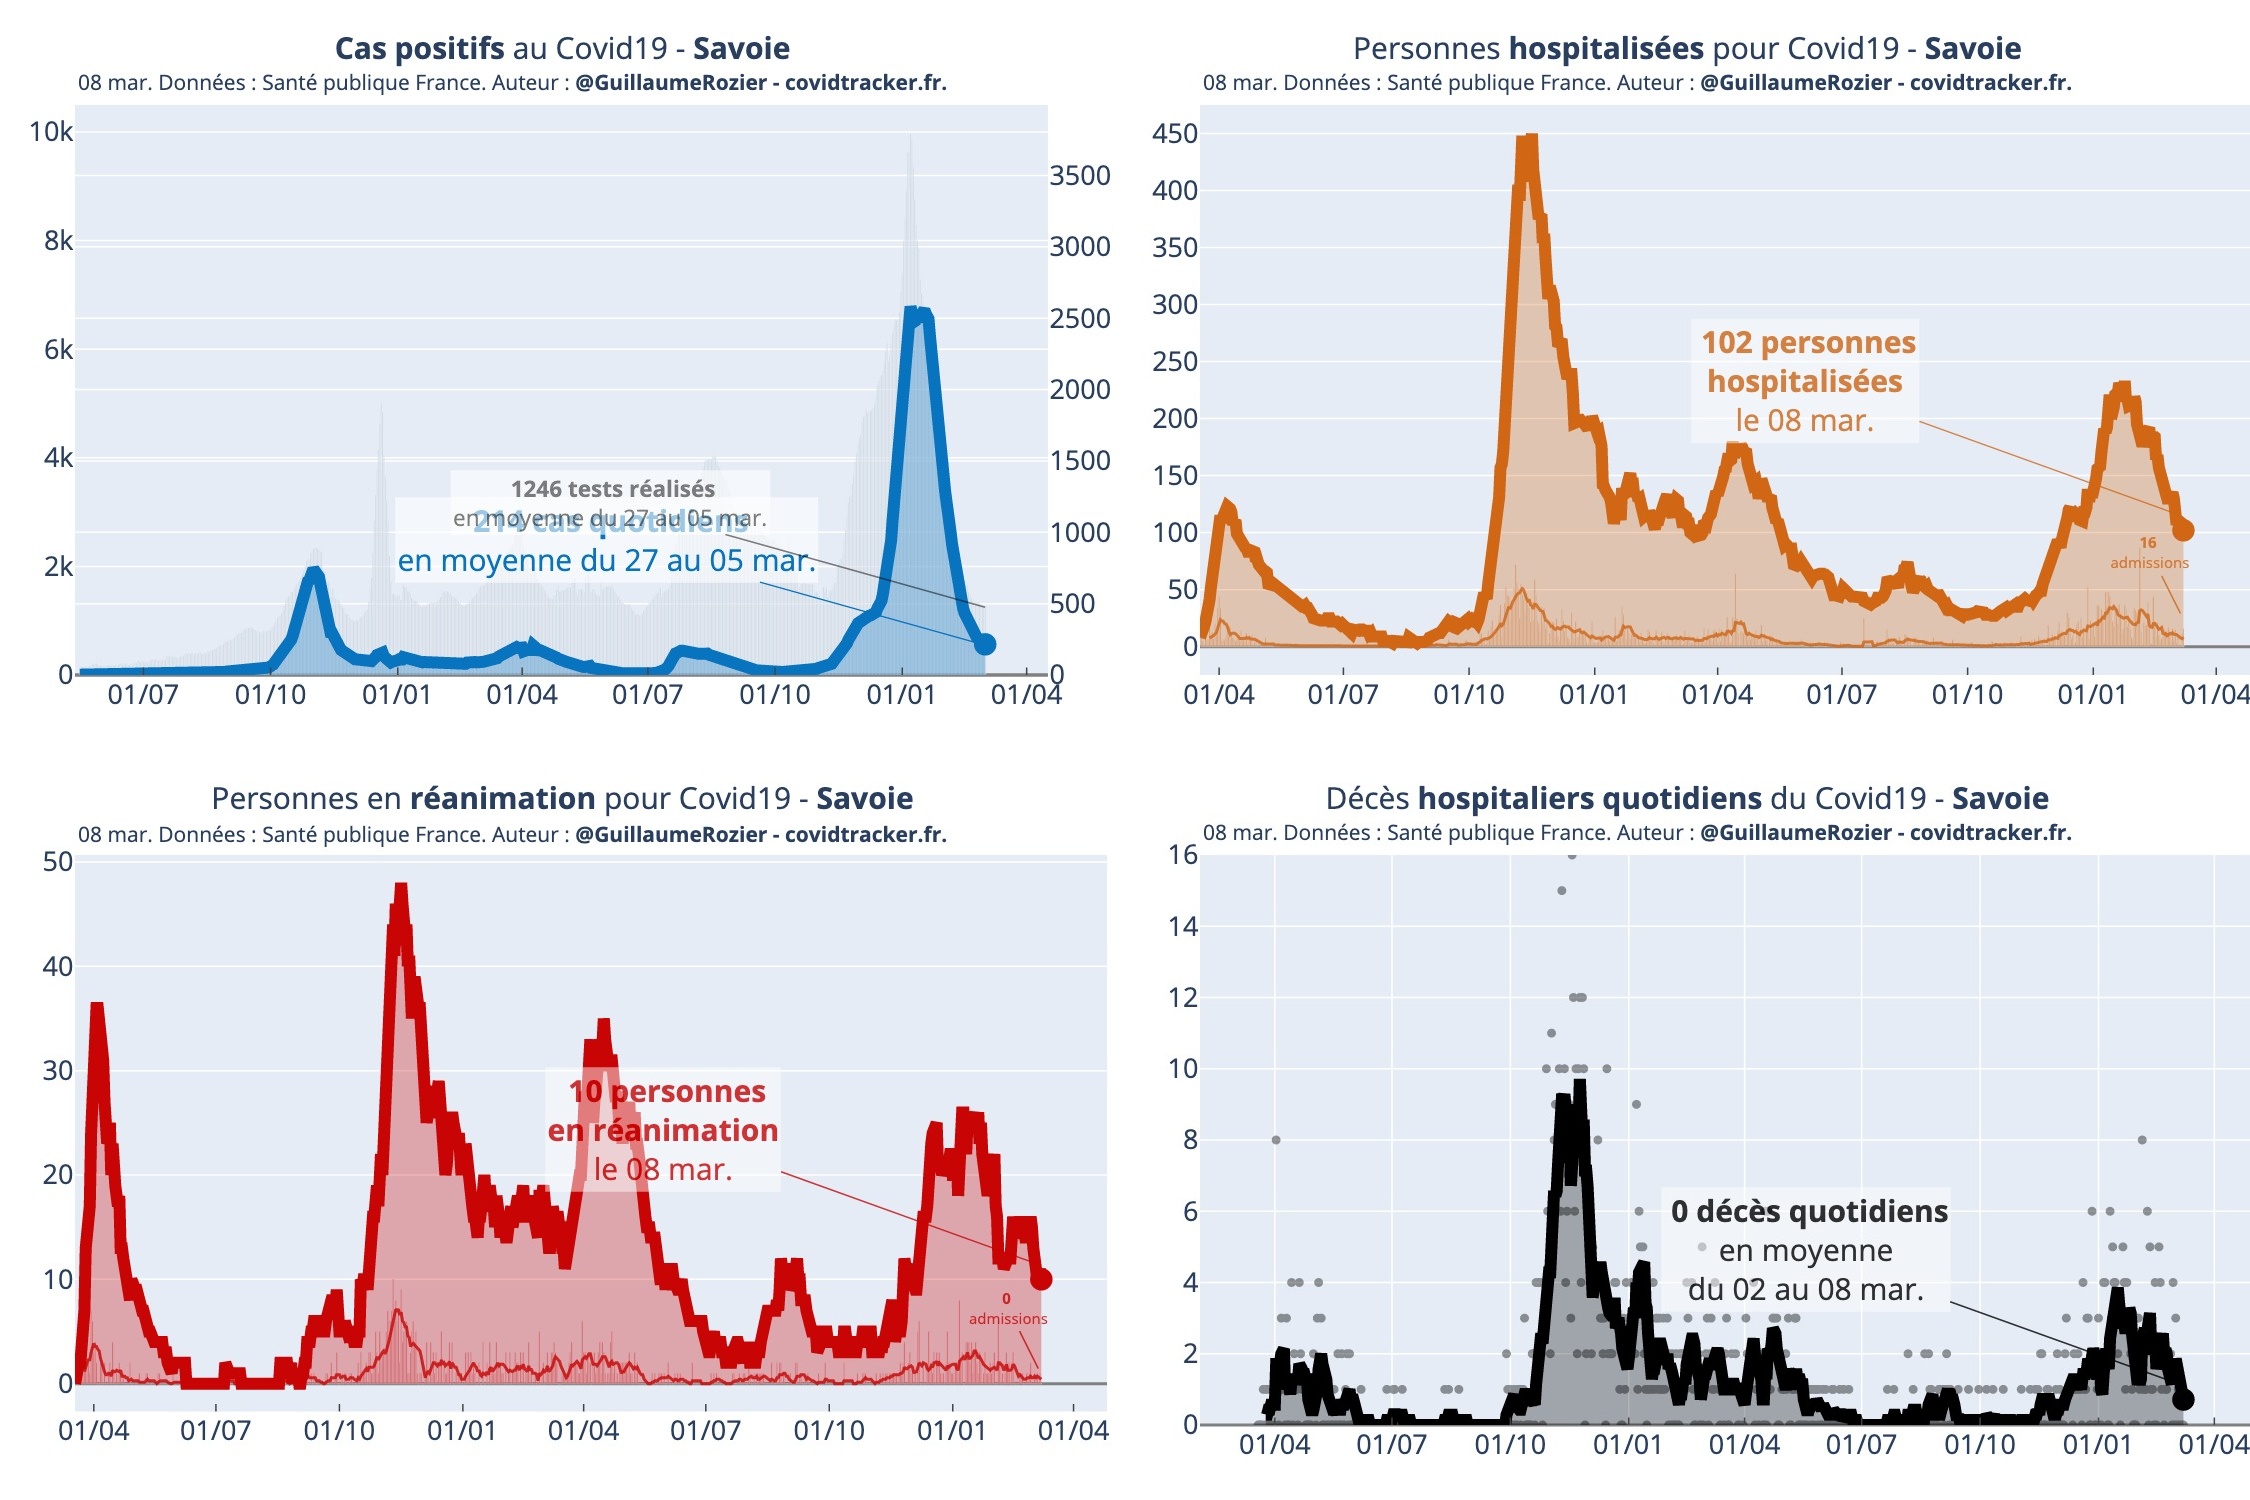 Cas positifs au Covid19 - Savoie
08 mar. Données : Santé publique France. Auteur : @GuillaumeRozier - covidtracker.fr.
10k
8k
6k
4k
2k
0
3500
3000
2500
2000
1500
1000
500
0
1246 tests réalisés
en moyenne du 27 au 05 mar.
214 cas quotidiens
en moyenne du 27 au 05 mar.
01/07 01/10 01/01 01/04 01/07 01/10 01/01 01/04
Personnes hospitalisées pour Covid19 - Savoie
08 mar. Données : Santé publique France. Auteur : @GuillaumeRozier - covidtracker.fr.
450
400
350
300
250
200
150
100
50
0
102 personnes
hospitalisées
le 08 mar.
16
admissions
01/04 01/07 01/10 01/01 01/04 01/07 01/10 01/01 01/04
Personnes en réanimation pour Covid19 - Savoie
08 mar. Données : Santé publique France. Auteur : @GuillaumeRozier - covidtracker.fr.
50
40
30
20
10
0
10 personnes
en réanimation
le 08 mar.
0
admissions
01/04 01/07 01/10 01/01 01/04 01/07 01/10 01/01 01/04
Décès hospitaliers quotidiens du Covid19 - Savoie
08 mar. Données : Santé publique France. Auteur : @GuillaumeRozier - covidtracker.fr.
16
14
12
10
8
6
4
2
0
0 décès quotidiens
en moyenne
du 02 au 08 mar.
01/04 01/07 01/10 01/01 01/04 01/07 01/10 01/01 01/04